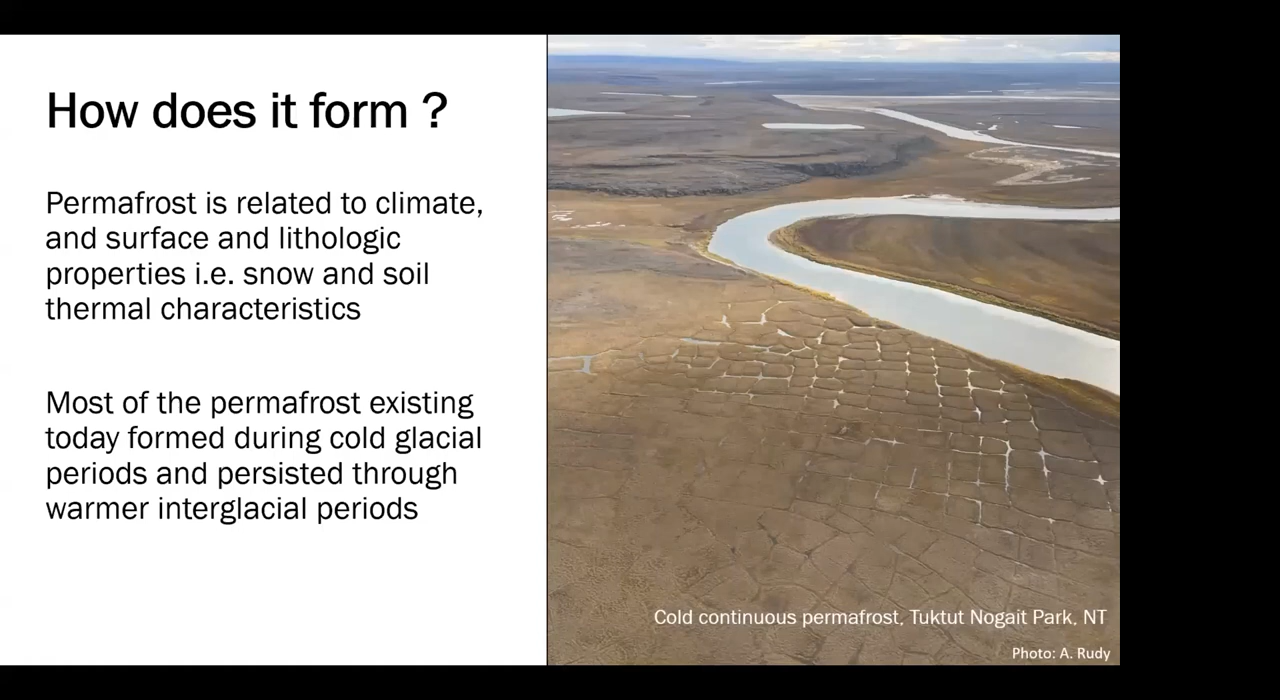 How does it form ?
Permafrost is related to climate,
and surface and lithologic
properties i.e. snow and soil
thermal characteristics
Most of the permafrost existing
today formed during cold glacial
periods and persisted through
warmer interglacial periods
Cold continuous permafrost, Tuktut Nogait Park, NT
Photo: A. Rudy